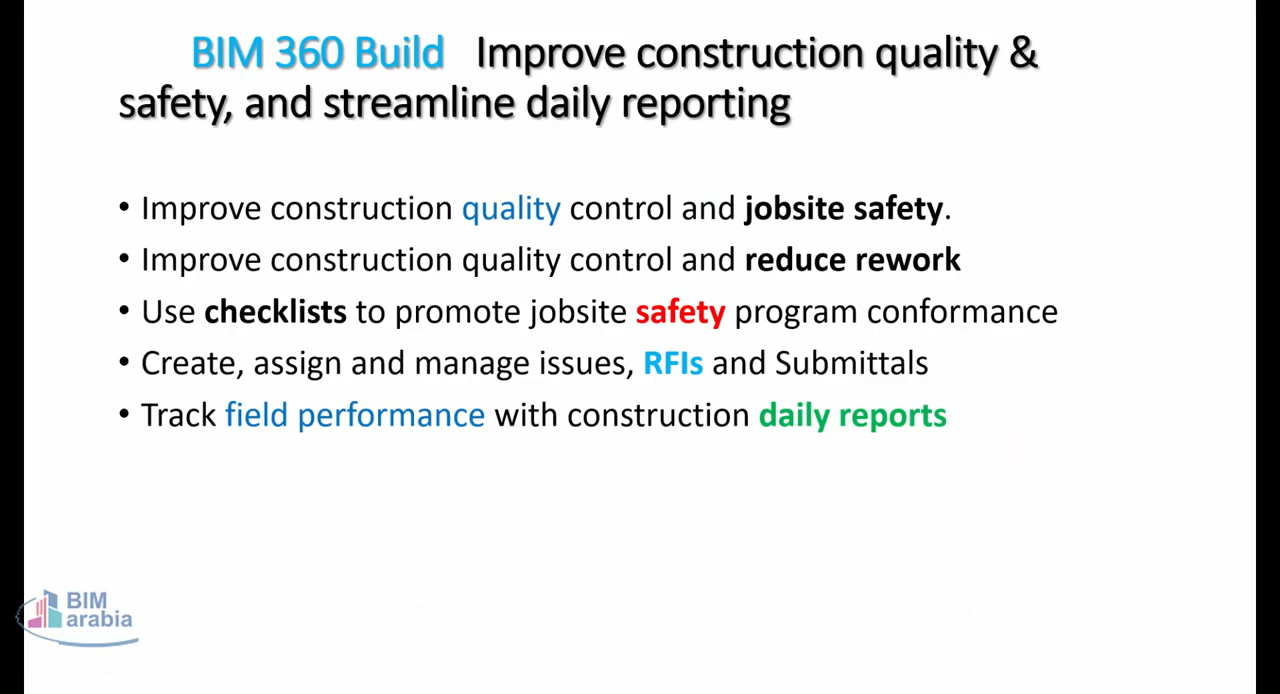 BIM 360 Build Improve construction quality &
safety, and streamline daily reporting
• Improve construction quality control and jobsite safety.
• Improve construction quality control and reduce rework
• Use checklists to promote jobsite safety program conformance
• Create, assign and manage issues, RFIs and Submittals
• Track field performance with construction daily reports
BIM
arabia